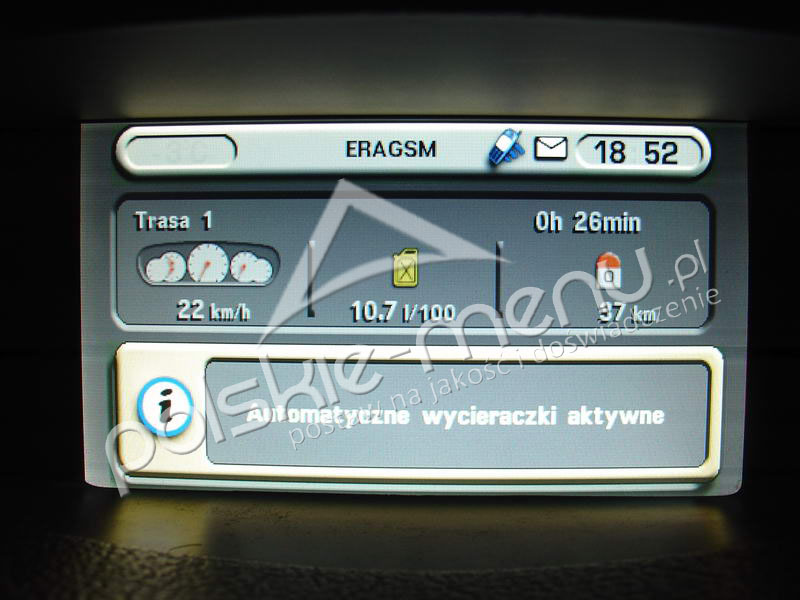 ERAGSM
18 52
Trasa 1
0h 26min
22 km/h
10.7 l/100
37 km
Automatyczne wycieraczki aktywne
polskie-menu.pl
postaw na jakość i doświadczenie